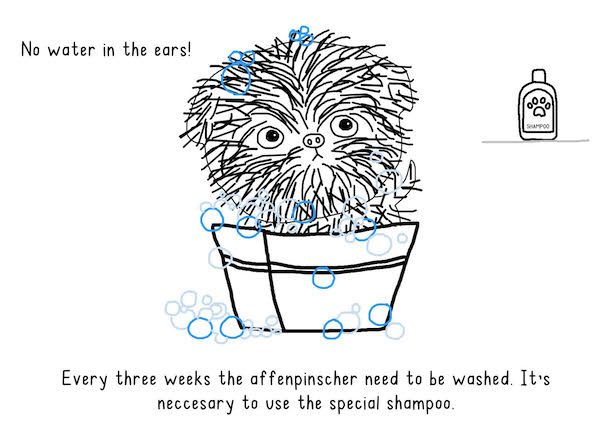 No water in the ears!
SHAMPOO
Every three weeks the affenpinscher need to be washed. It's
neccesary to use the special shampoo.